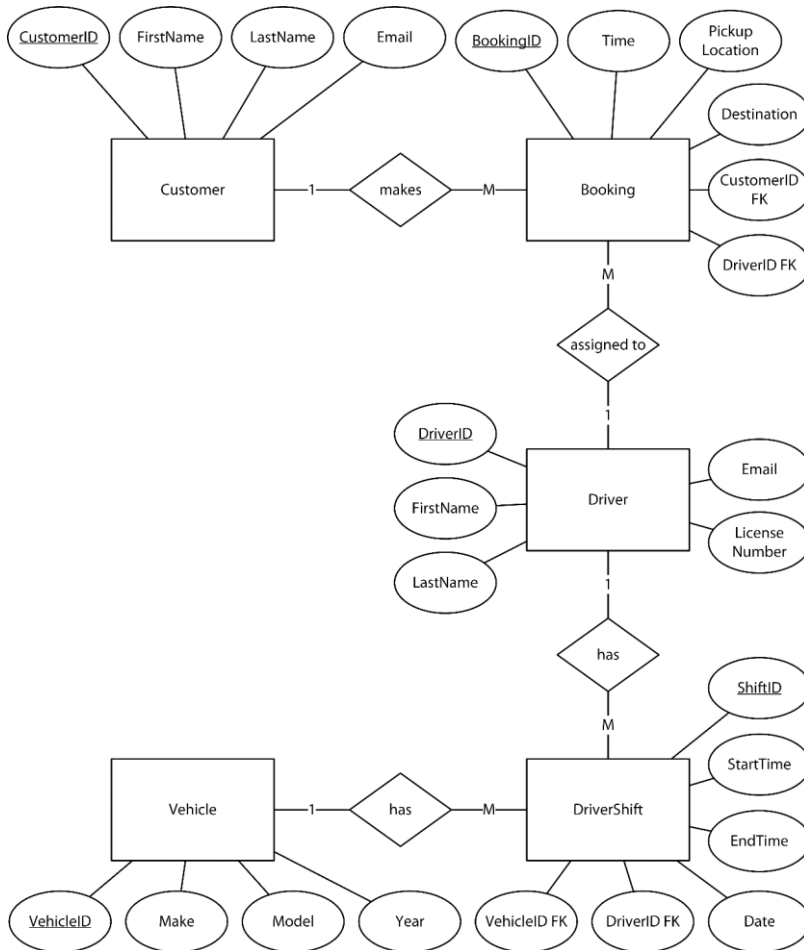 CustomerID
FirstName
LastName
Email
BookingID
Time
Pickup
Location
Destination
Customer
1
makes
M
Booking
CustomerID
FK
DriverID FK
M
assigned to
1
DriverID
FirstName
LastName
Driver
Email
License
Number
1
has
M
ShiftID
StartTime
EndTime
Vehicle
1
has
M
DriverShift
VehicleID
Make
Model
Year
VehicleID FK
DriverID FK
Date